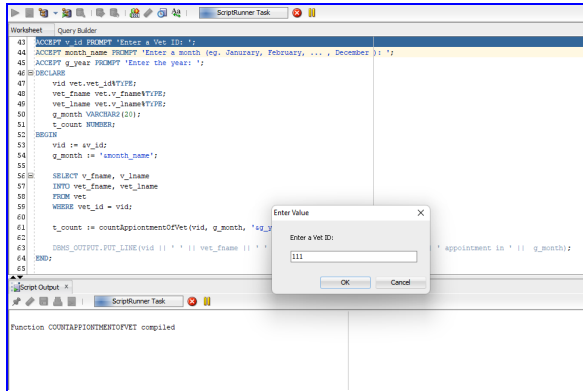 ScriptRunner Task
Worksheet Query Builder
43 ACCEPT v_id PROMPT 'Enter a Vet ID: ';
44 ACCEPT month_name PROMPT 'Enter a month (eg. Janurary, February, ... , December ): ';
45 ACCEPT g_year PROMPT 'Enter the year: ';
46 DECLARE
47 vid vet.vet_id%TYPE;
48 vet_fname vet.v_fname%TYPE;
49 vet_lname vet.v_lname%TYPE;
50 g_month VARCHAR2(20);
51 t_count NUMBER;
52 BEGIN
53 vid := &v_id;
54 g_month := '&month_name';
55
56 SELECT v_fname, v_lname
57 INTO vet_fname, vet_lname
58 FROM vet
59 WHERE vet_id = vid;
60
61 t_count := countAppiontmentOfVet(vid, g_month, '&g_y
62
63 DBMS_OUTPUT.PUT_LINE(vid || ' ' || vet_fname || ' ' ' appointment in ' || g_month);
64 END;
65
Enter Value
Enter a Vet ID:
111
OK Cancel
Script Output
ScriptRunner Task
Function COUNTAPPIONTMENTOFVET compiled